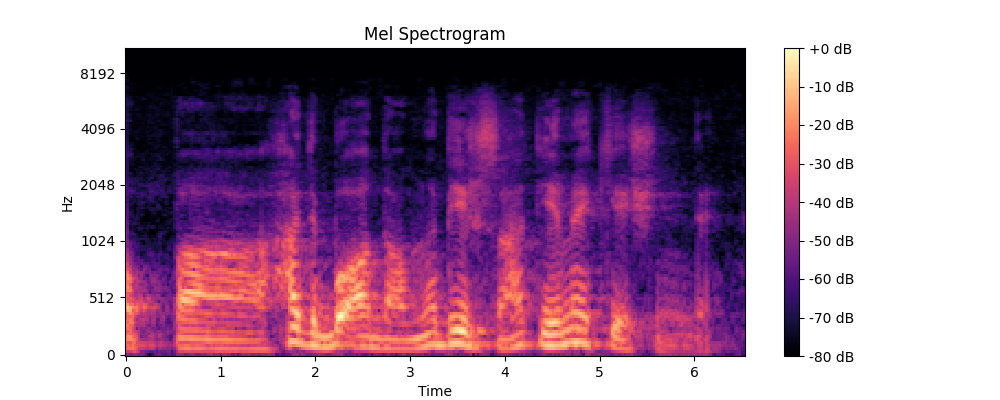 Mel Spectrogram
+0 dB
8192
-10 dB
4096
-20 dB
-30 dB
2048
Hz
-40 dB
1024
-50 dB
-60 dB
512
-70 dB
0
-80 dB
0 1 2 3 4 5 6
Time